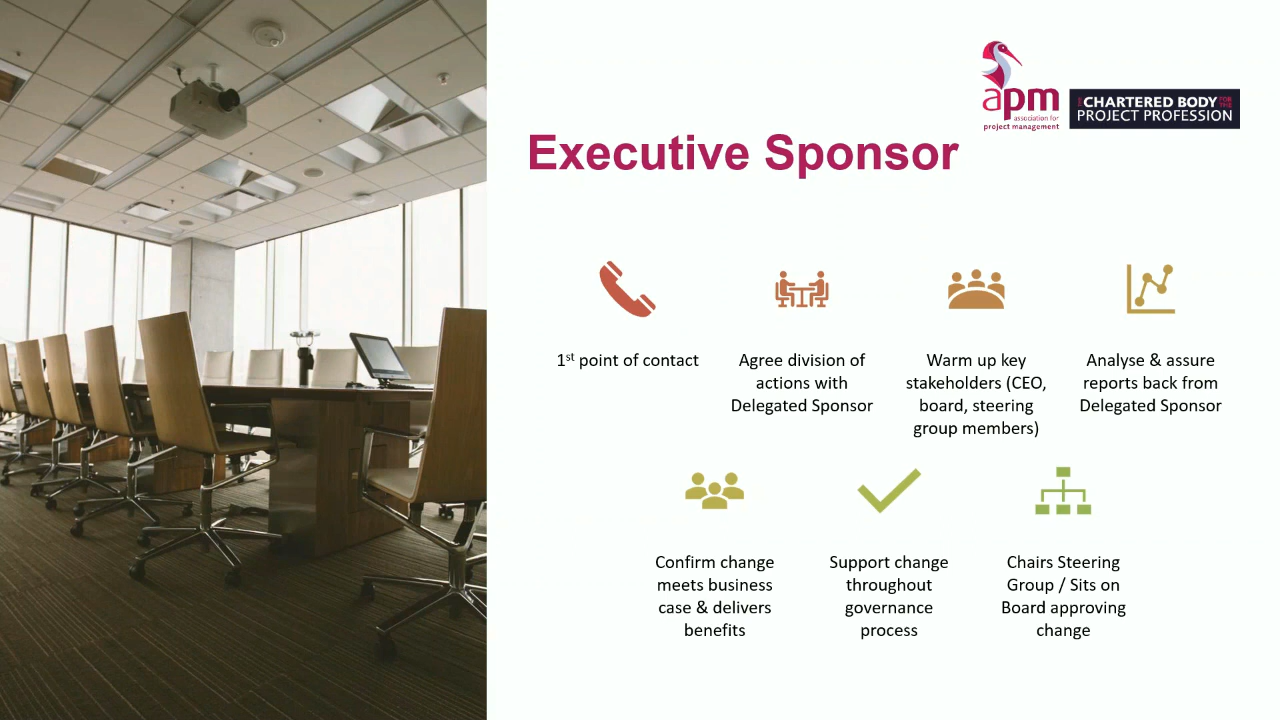 apm
association for
project management
THE CHARTERED BODY FOR THE
PROJECT PROFESSION
Executive Sponsor
1st point of contact
Agree division of
actions with
Delegated Sponsor
Warm up key
stakeholders (CEO,
board, steering
group members)
Analyse & assure
reports back from
Delegated Sponsor
Confirm change
meets business
case & delivers
benefits
Support change
throughout
governance
process
Chairs Steering
Group / Sits on
Board approving
change